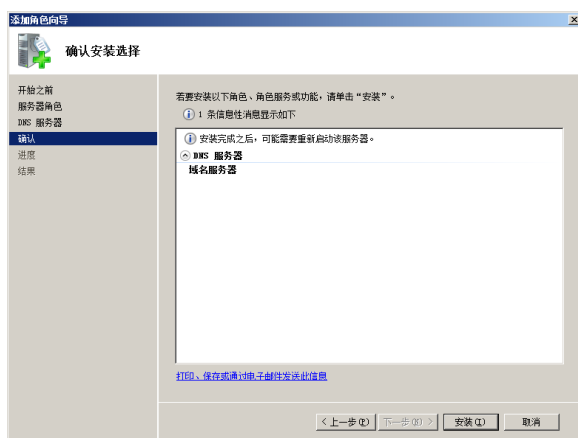 添加角色向导
确认安装选择
开始之前
服务器角色
DNS 服务器
确认
进度
结果
若要安装以下角色、角色服务或功能，请单击“安装”。
1 条信息性消息显示如下
安装完成之后，可能需要重新启动该服务器。
DNS 服务器
域名服务器
打印、保存或通过电子邮件发送此信息
< 上一步(P) 下一步(N) > 安装(I) 取消